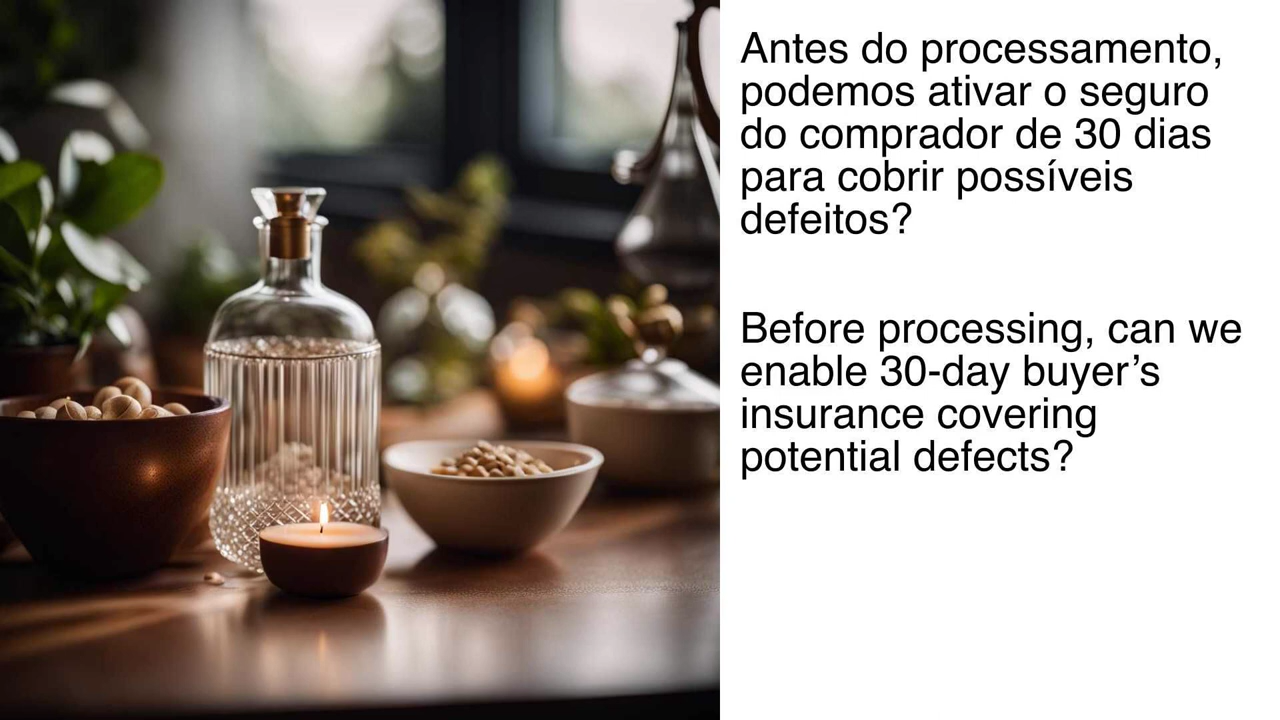 Antes do processamento,
podemos ativar o seguro
do comprador de 30 dias
para cobrir possíveis
defeitos?
Before processing, can we
enable 30-day buyer’s
insurance covering
potential defects?